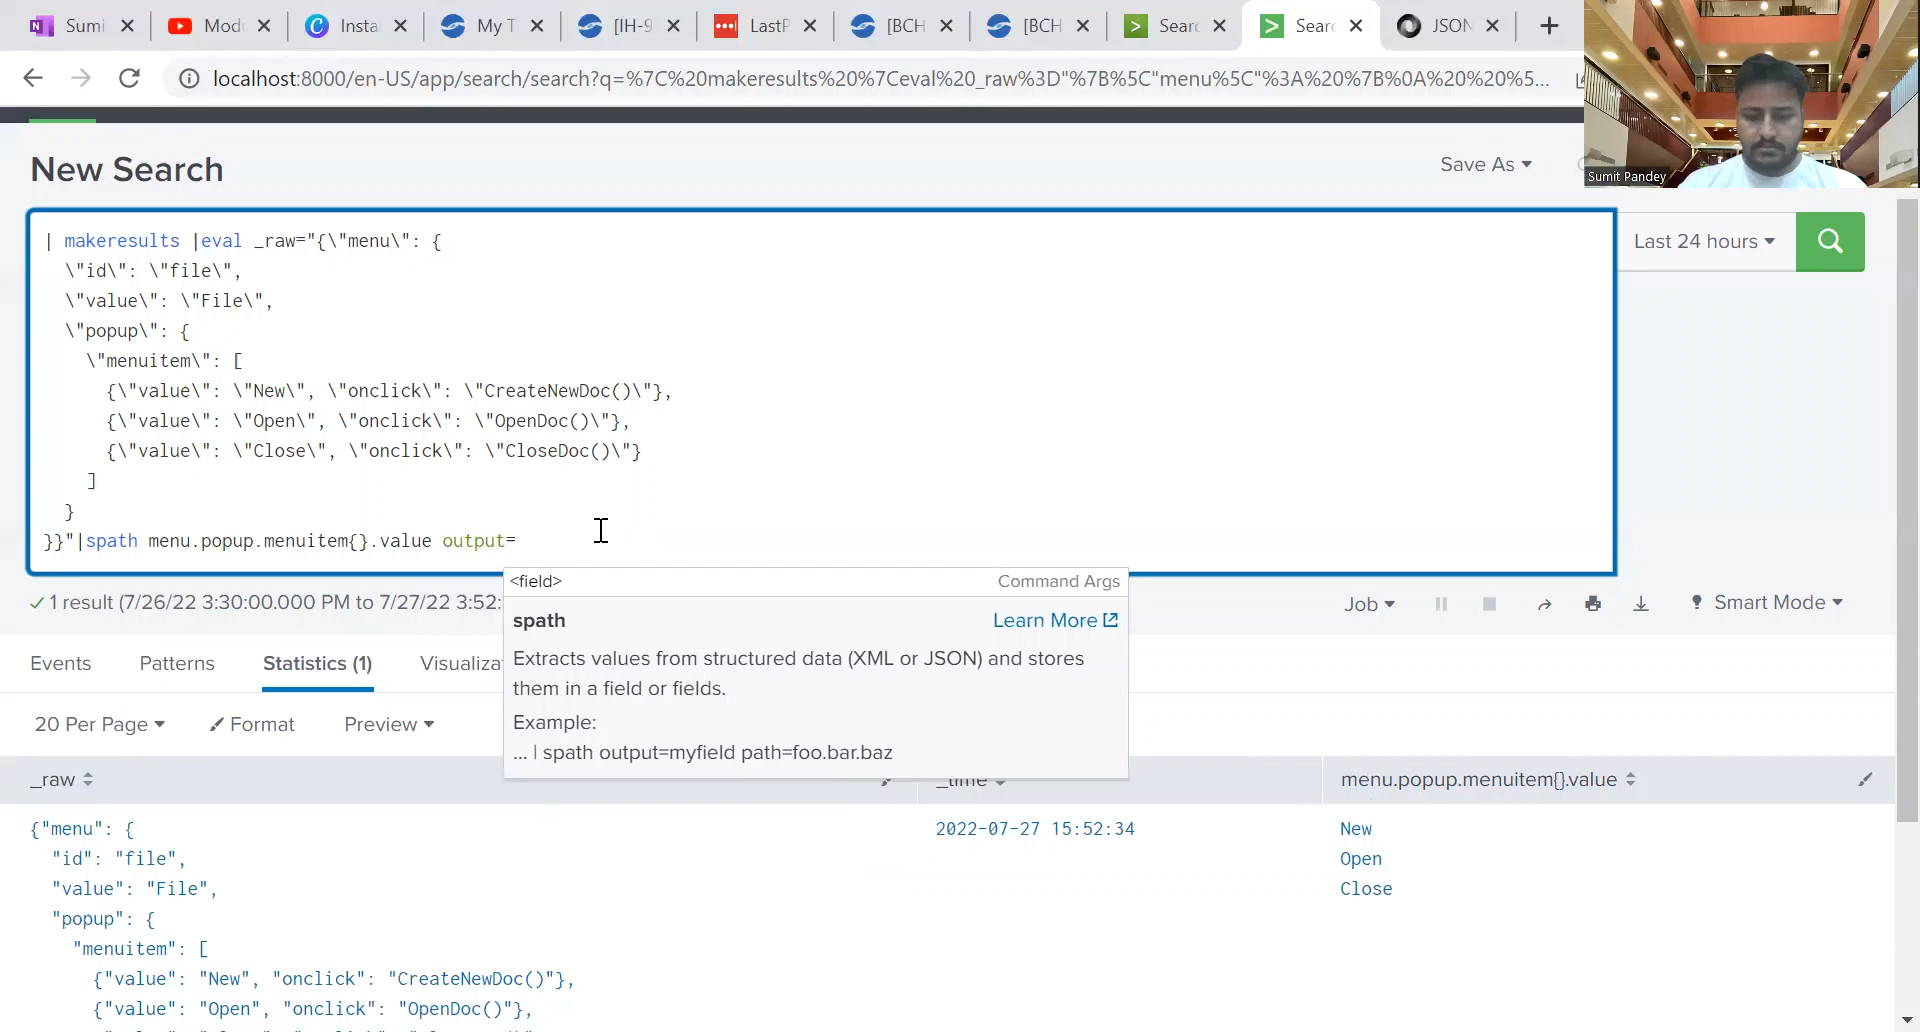 Sumi
Mod
Insta
My T
[IH-9
LastP
[BCH
[BCH
Searc
Searc
JSON
localhost:8000/en-US/app/search/search?q=%7C%20makeresults%20%7Ceval%20_raw%3D"%7B%5C"menu%5C"%3A%20%7B%0A%20%20%5...
Sumit Pandey
New Search
Save As
| makeresults |eval _raw="{\"menu\": {
\"id\": \"file\",
\"value\": \"File\",
\"popup\": {
\"menuitem\": [
{\"value\": \"New\", \"onclick\": \"CreateNewDoc()\"},
{\"value\": \"Open\", \"onclick\": \"OpenDoc()\"},
{\"value\": \"Close\", \"onclick\": \"CloseDoc()\"}
]
}
}}"|spath menu.popup.menuitem{}.value output=
Last 24 hours
<field> Command Args
spath Learn More
Extracts values from structured data (XML or JSON) and stores
them in a field or fields.
Example:
... | spath output=myfield path=foo.bar.baz
1 result (7/26/22 3:30:00.000 PM to 7/27/22 3:52:
Job
Smart Mode
Events Patterns Statistics (1) Visualiza
20 Per Page Format Preview
_raw _time menu.popup.menuitem{}.value
{"menu": {
"id": "file",
"value": "File",
"popup": {
"menuitem": [
{"value": "New", "onclick": "CreateNewDoc()"},
{"value": "Open", "onclick": "OpenDoc()"},
2022-07-27 15:52:34
New
Open
Close